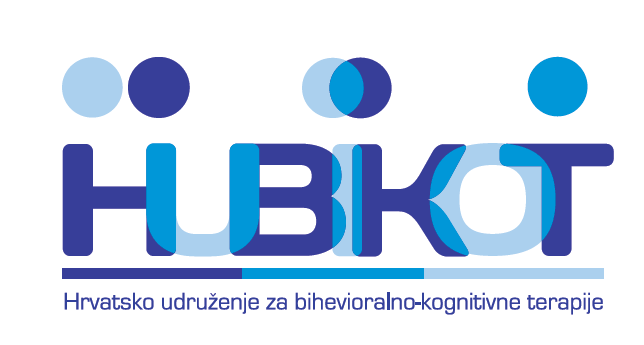 HUBIKOT
Hrvatsko udruženje za bihevioralno-kognitivne terapije